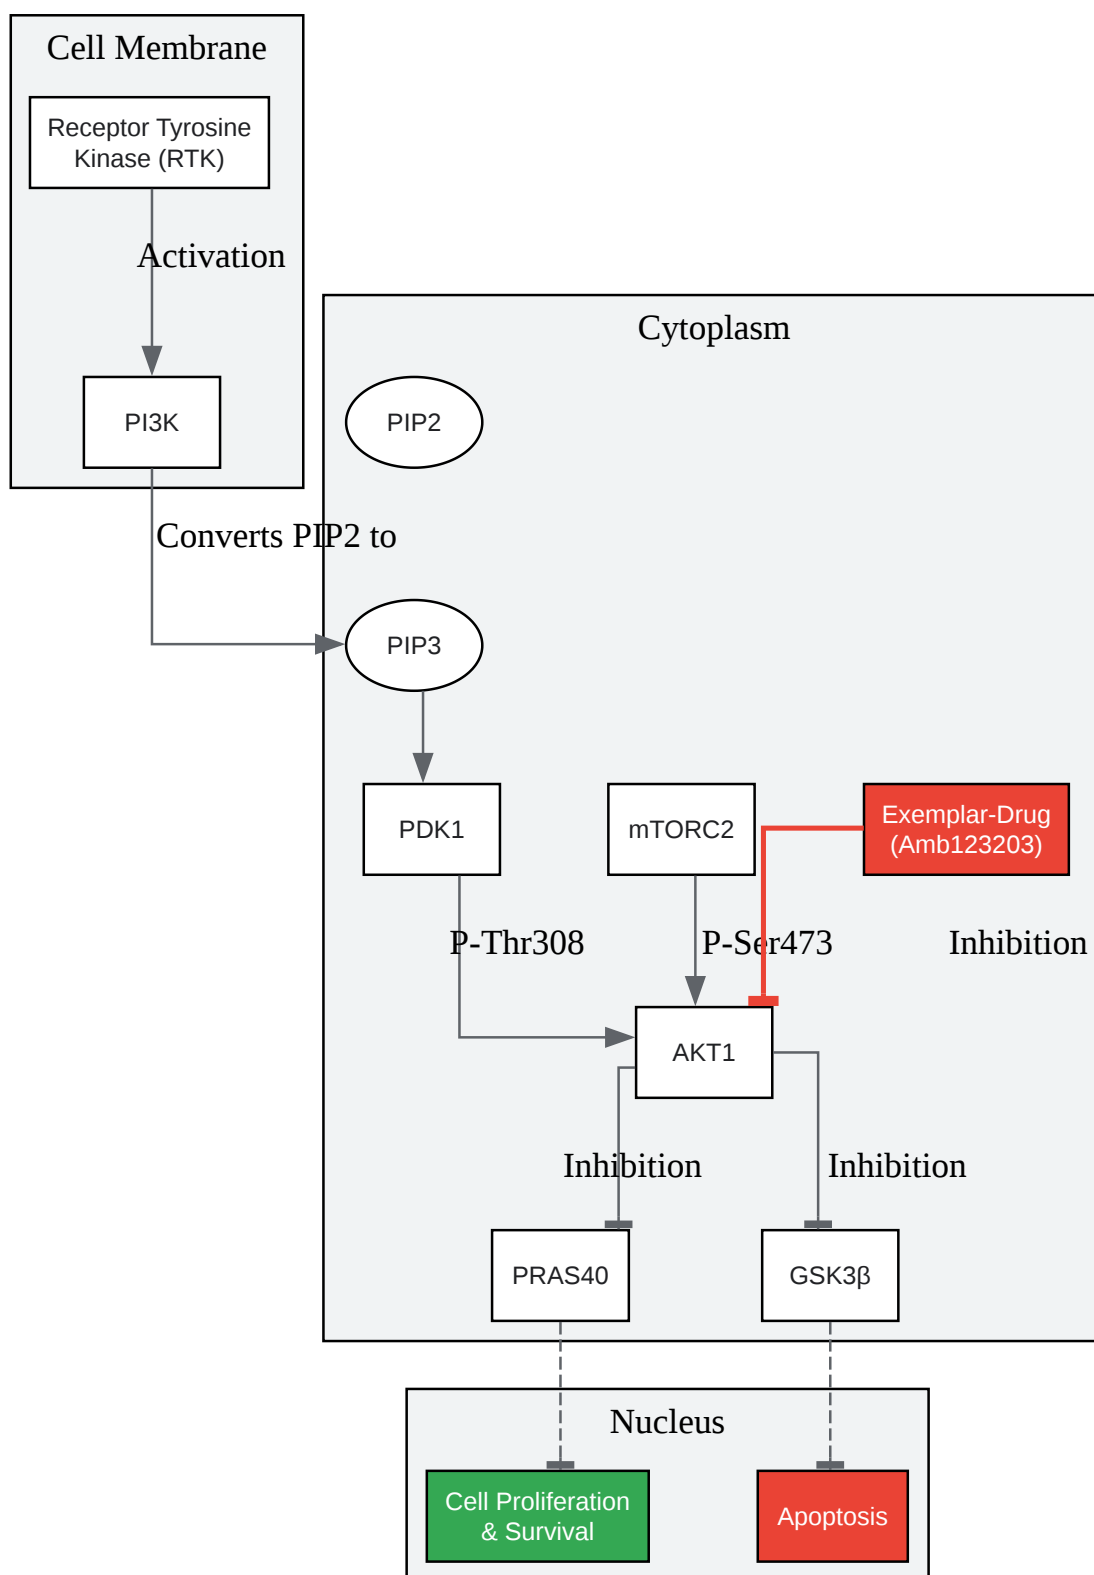 Cell Membrane
Receptor Tyrosine
Kinase (RTK)
Activation
Cytoplasm
PI3K
PIP2
Converts PIP2 to
PIP3
PDK1
mTORC2
Exemplar-Drug
(Amb123203)
P-Thr308
P-Ser473
Inhibition
AKT1
Inhibition
Inhibition
PRAS40
GSK3β
Nucleus
Cell Proliferation
& Survival
Apoptosis